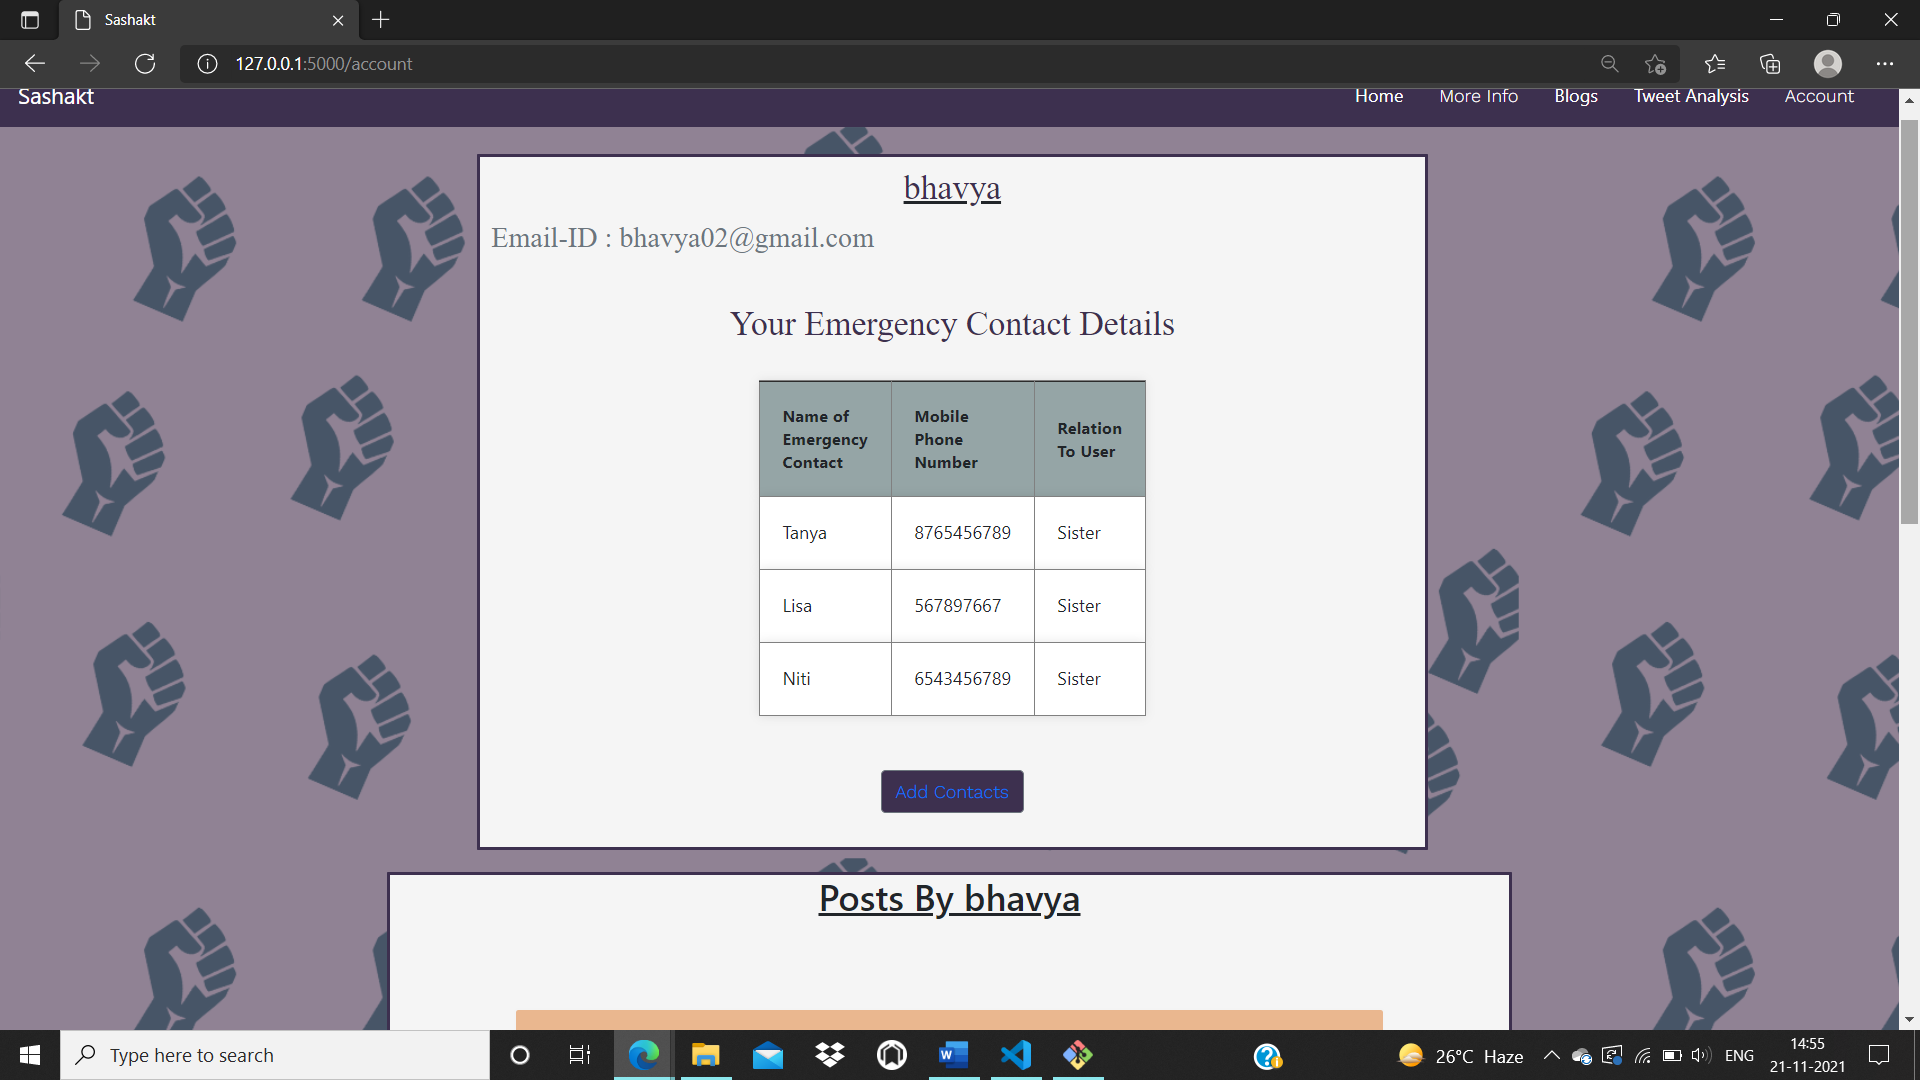 Sashakt
127.0.0.1:5000/account
Sashakt
Home More Info Blogs Tweet Analysis Account
bhavya
Email-ID : bhavya02@gmail.com
Your Emergency Contact Details
Name of Emergency Contact
Mobile Phone Number
Relation To User
Tanya 8765456789 Sister
Lisa 567897667 Sister
Niti 6543456789 Sister
Add Contacts
Posts By bhavya
Type here to search
26°C Haze
ENG
14:55
21-11-2021